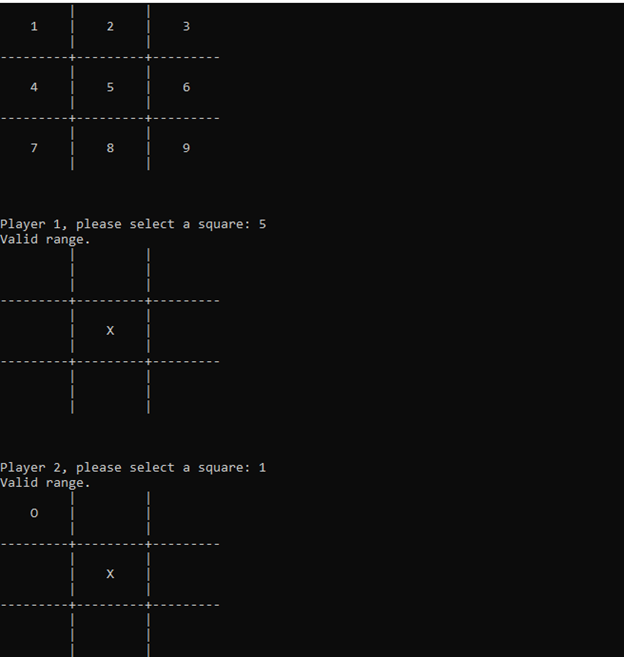 1 | 2 | 3
---------+---------+---------
4 | 5 | 6
---------+---------+---------
7 | 8 | 9
Player 1, please select a square: 5
Valid range.
---------+---------+---------
X
---------+---------+---------
Player 2, please select a square: 1
Valid range.
O
---------+---------+---------
X
---------+---------+---------